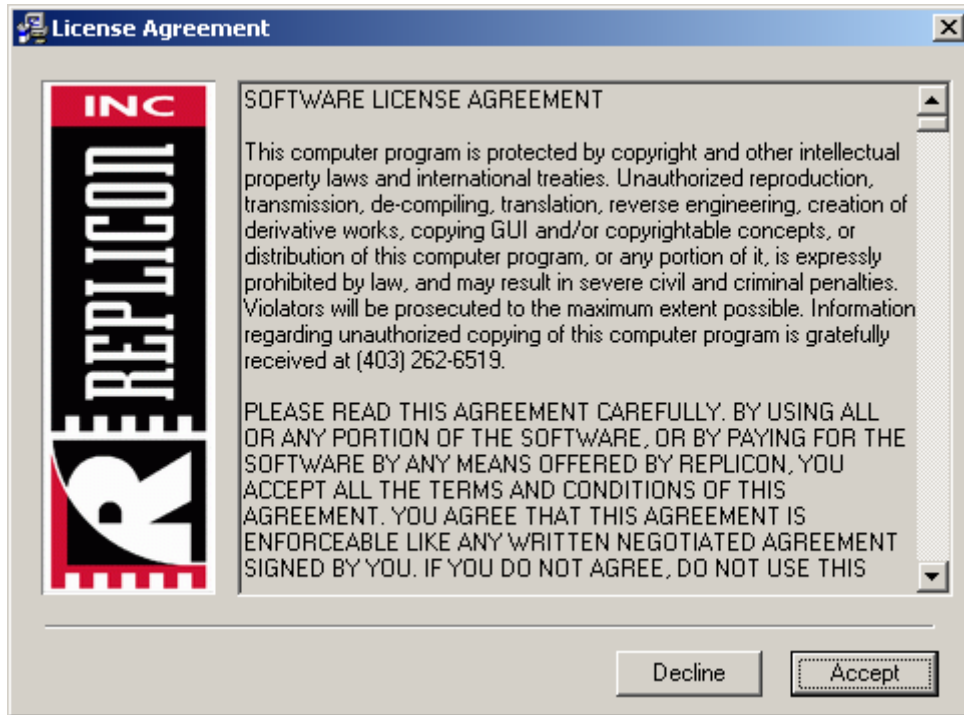 License Agreement
INC
REPLICON
R
SOFTWARE LICENSE AGREEMENT
This computer program is protected by copyright and other intellectual
property laws and international treaties. Unauthorized reproduction,
transmission, de-compiling, translation, reverse engineering, creation of
derivative works, copying GUI and/or copyrightable concepts, or
distribution of this computer program, or any portion of it, is expressly
prohibited by law, and may result in severe civil and criminal penalties.
Violators will be prosecuted to the maximum extent possible. Information
regarding unauthorized copying of this computer program is gratefully
received at (403) 262-6519.
PLEASE READ THIS AGREEMENT CAREFULLY. BY USING ALL
OR ANY PORTION OF THE SOFTWARE, OR BY PAYING FOR THE
SOFTWARE BY ANY MEANS OFFERED BY REPLICON, YOU
ACCEPT ALL THE TERMS AND CONDITIONS OF THIS
AGREEMENT. YOU AGREE THAT THIS AGREEMENT IS
ENFORCEABLE LIKE ANY WRITTEN NEGOTIATED AGREEMENT
SIGNED BY YOU. IF YOU DO NOT AGREE, DO NOT USE THIS
Decline
Accept